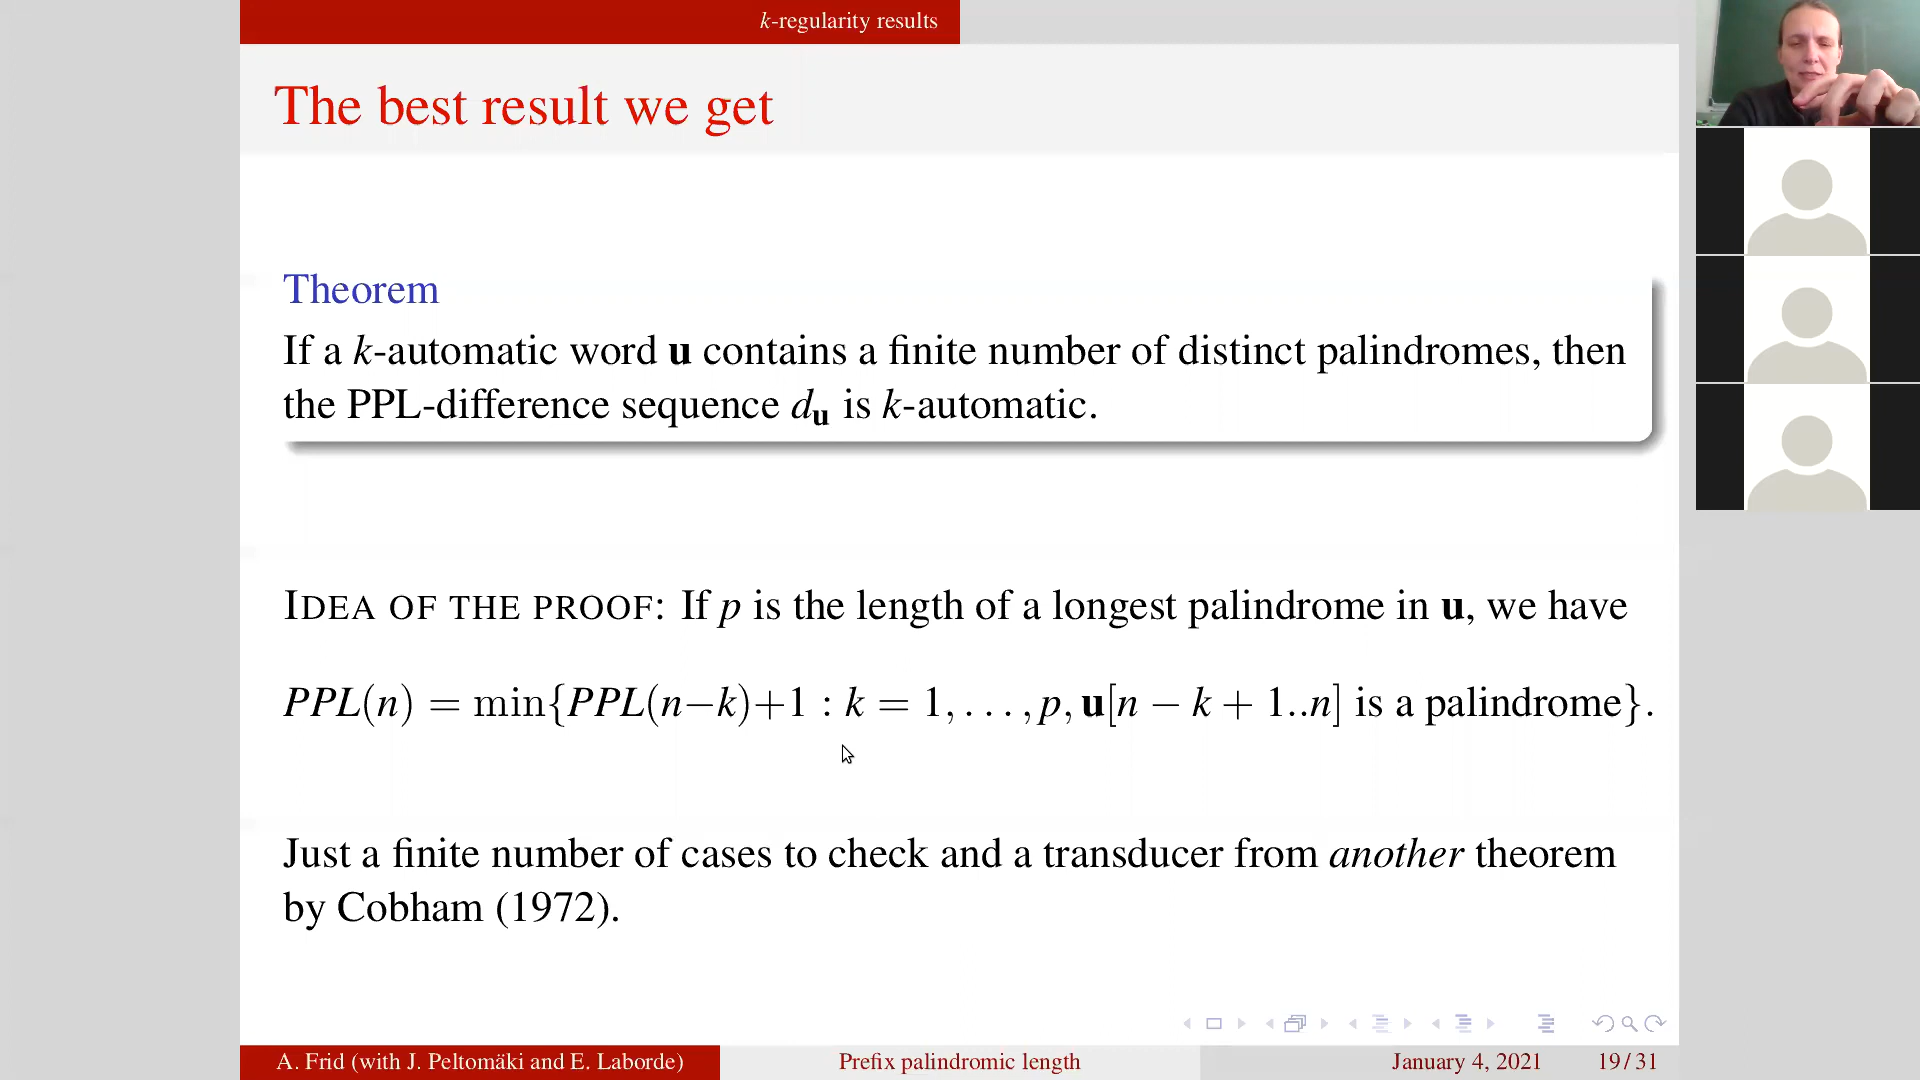 k-regularity results
The best result we get
Theorem
If a k-automatic word u contains a finite number of distinct palindromes, then
the PPL-difference sequence d_u is k-automatic.
IDEA OF THE PROOF: If p is the length of a longest palindrome in u, we have
PPL(n) = min{PPL(n−k)+1 : k = 1, . . . , p, u[n − k + 1..n] is a palindrome}.
Just a finite number of cases to check and a transducer from another theorem
by Cobham (1972).
A. Frid (with J. Peltomäki and E. Laborde) Prefix palindromic length January 4, 2021 19 / 31